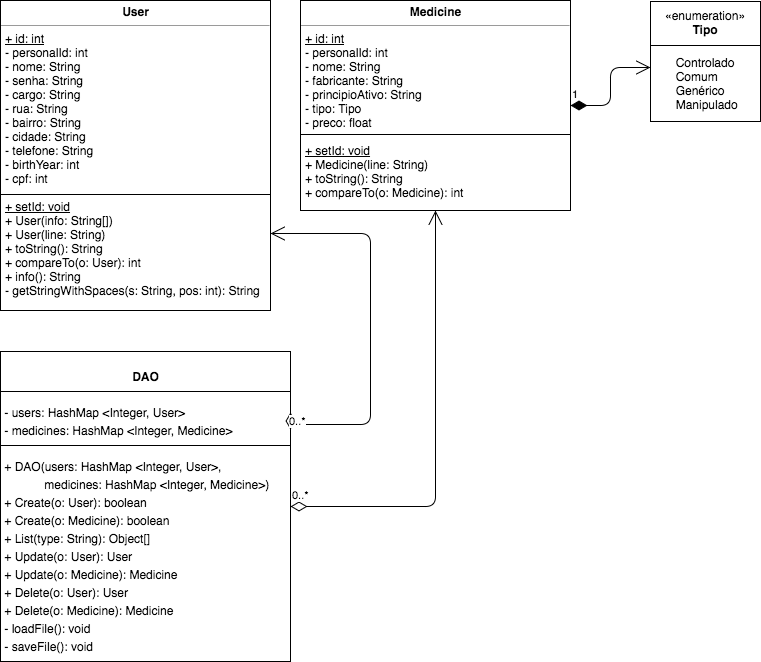 User
+ id: int
- personalId: int
- nome: String
- senha: String
- cargo: String
- rua: String
- bairro: String
- cidade: String
- telefone: String
- birthYear: int
- cpf: int
+ setId: void
+ User(info: String[])
+ User(line: String)
+ toString(): String
+ compareTo(o: User): int
+ info(): String
- getStringWithSpaces(s: String, pos: int): String
Medicine
+ id: int
- personalId: int
- nome: String
- fabricante: String
- principioAtivo: String
- tipo: Tipo
- preco: float
+ setId: void
+ Medicine(line: String)
+ toString(): String
+ compareTo(o: Medicine): int
1
«enumeration»
Tipo
Controlado
Comum
Genérico
Manipulado
DAO
- users: HashMap <Integer, User>
- medicines: HashMap <Integer, Medicine>
+ DAO(users: HashMap <Integer, User>,
medicines: HashMap <Integer, Medicine>)
+ Create(o: User): boolean
+ Create(o: Medicine): boolean
+ List(type: String): Object[]
+ Update(o: User): User
+ Update(o: Medicine): Medicine
+ Delete(o: User): User
+ Delete(o: Medicine): Medicine
- loadFile(): void
- saveFile(): void
0..*
0..*